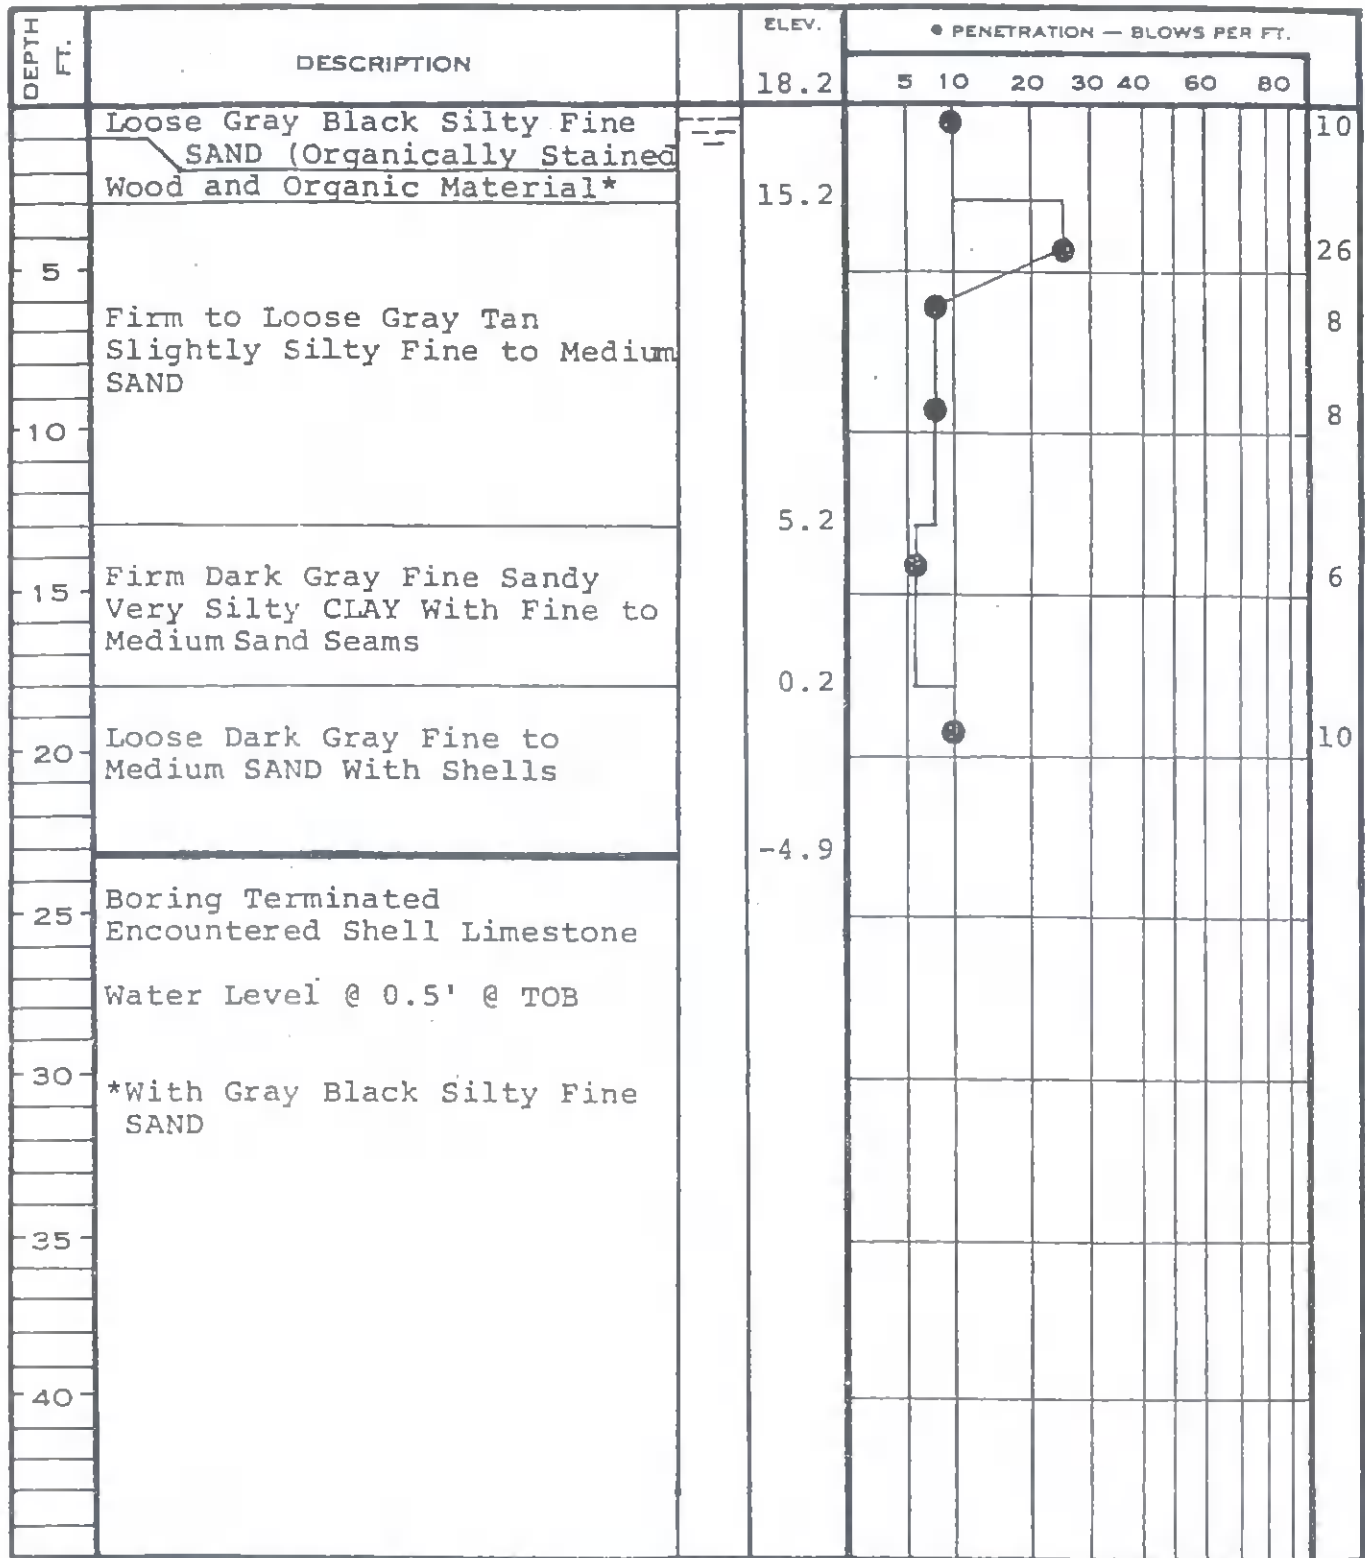 DEPTH FT.
DESCRIPTION
ELEV.
18.2
● PENETRATION — BLOWS PER FT.
5 10 20 30 40 60 80
Loose Gray Black Silty Fine
SAND (Organically Stained
Wood and Organic Material*
10
15.2
26
5
Firm to Loose Gray Tan
Slightly Silty Fine to Medium
SAND
8
8
10
5.2
Firm Dark Gray Fine Sandy
Very Silty CLAY With Fine to
Medium Sand Seams
15
6
0.2
Loose Dark Gray Fine to
Medium SAND With Shells
20
10
-4.9
Boring Terminated
Encountered Shell Limestone
25
Water Level @ 0.5' @ TOB
30
*With Gray Black Silty Fine
SAND
35
40